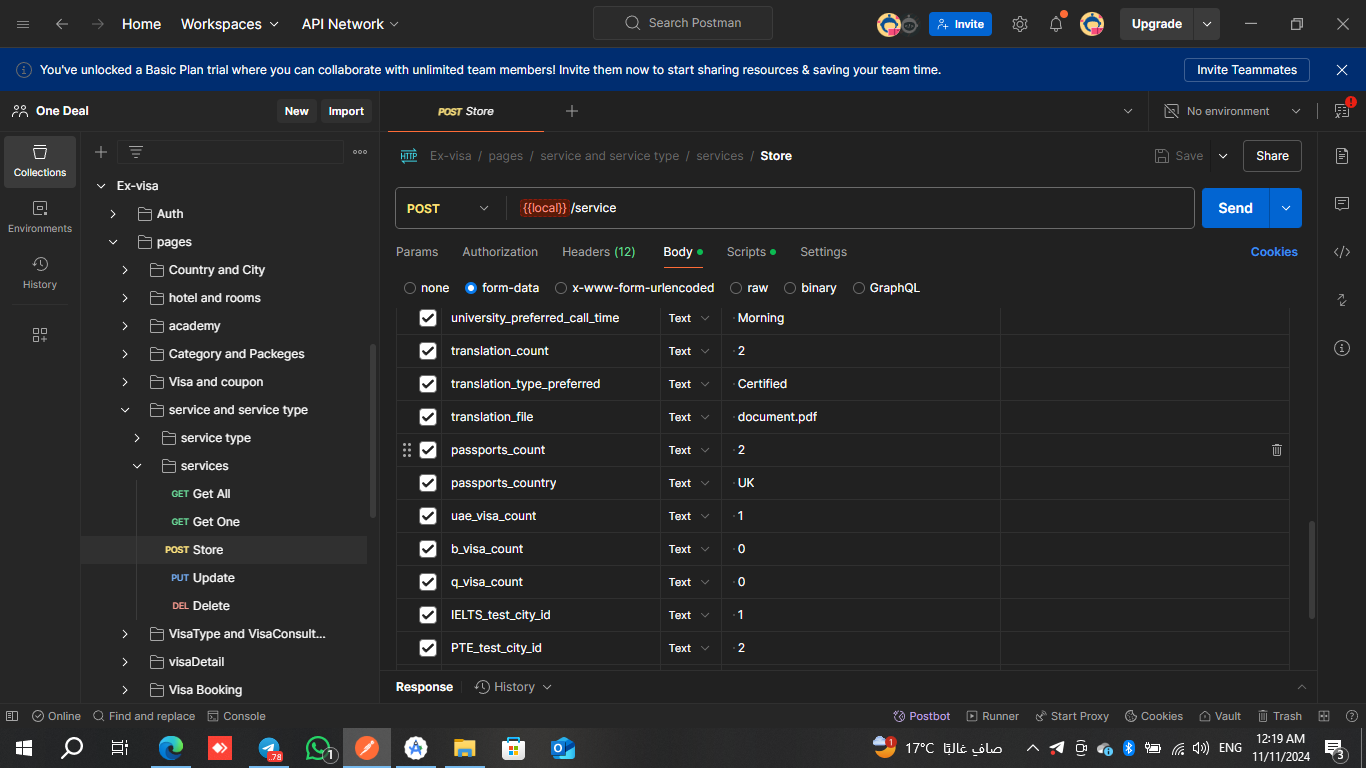 Home Workspaces API Network Search Postman Invite Upgrade
You've unlocked a Basic Plan trial where you can collaborate with unlimited team members! Invite them now to start sharing resources & saving your team time. Invite Teammates
One Deal New Import POST Store No environment
Collections
Environments
History
Ex-visa
Auth
pages
Country and City
hotel and rooms
academy
Category and Packeges
Visa and coupon
service and service type
service type
services
GET Get All
GET Get One
POST Store
PUT Update
DEL Delete
VisaType and VisaConsult...
visaDetail
Visa Booking
HTTP Ex-visa / pages / service and service type / services / Store Save Share
POST {{local}} /service Send
Params Authorization Headers (12) Body Scripts Settings Cookies
none form-data x-www-form-urlencoded raw binary GraphQL
university_preferred_call_time Text Morning
translation_count Text 2
translation_type_preferred Text Certified
translation_file Text document.pdf
passports_count Text 2
passports_country Text UK
uae_visa_count Text 1
b_visa_count Text 0
q_visa_count Text 0
IELTS_test_city_id Text 1
PTE_test_city_id Text 2
Response History
Online Find and replace Console Postbot Runner Start Proxy Cookies Vault Trash
78 1 1 17°C صافٍ غالبًا ENG 12:19 AM
11/11/2024 3